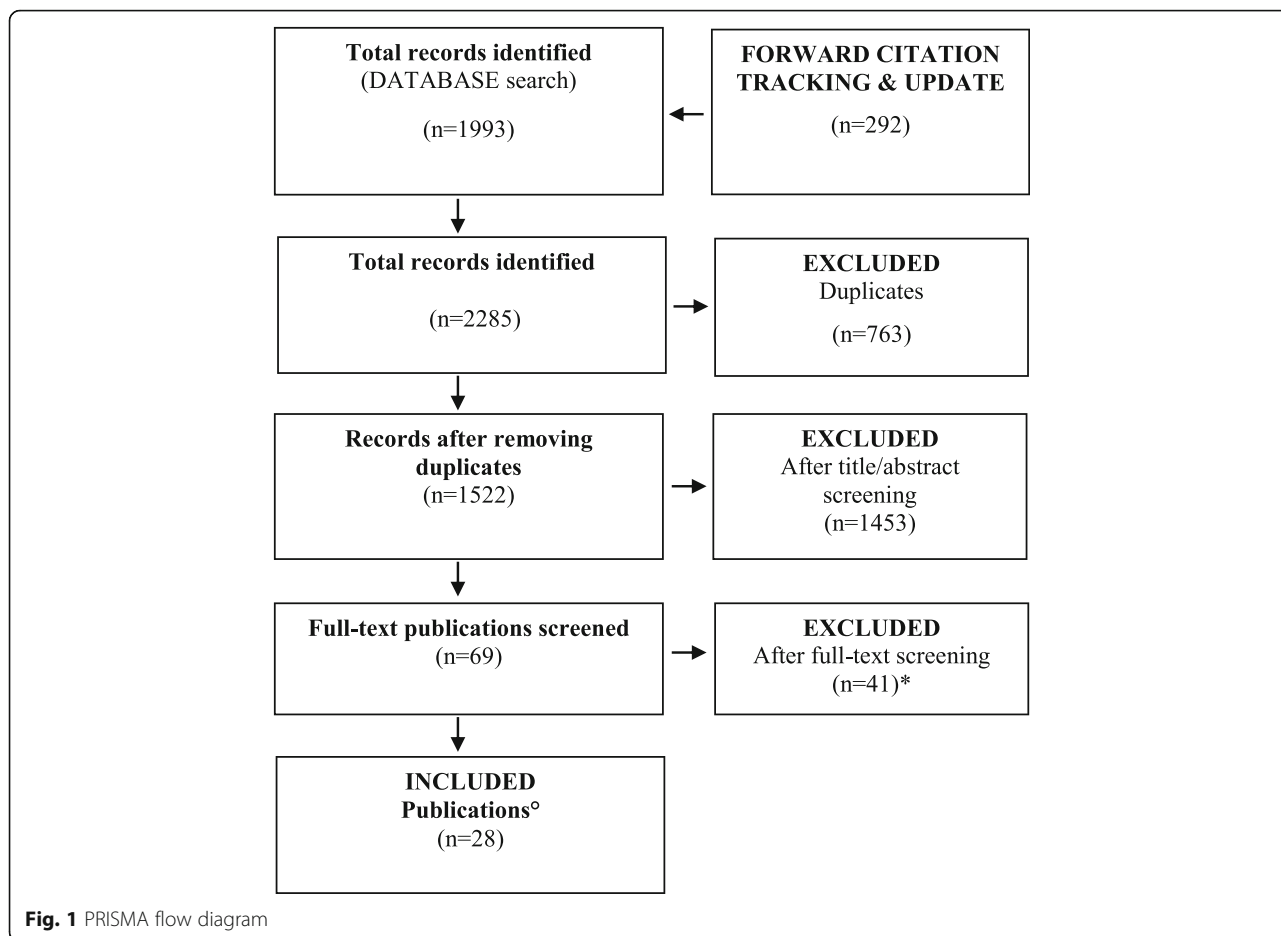 Total records identified
(DATABASE search)
(n=1993)
FORWARD CITATION
TRACKING & UPDATE
(n=292)
Total records identified
(n=2285)
EXCLUDED
Duplicates
(n=763)
Records after removing
duplicates
(n=1522)
EXCLUDED
After title/abstract
screening
(n=1453)
Full-text publications screened
(n=69)
EXCLUDED
After full-text screening
(n=41)*
INCLUDED
Publications°
(n=28)
Fig. 1 PRISMA flow diagram